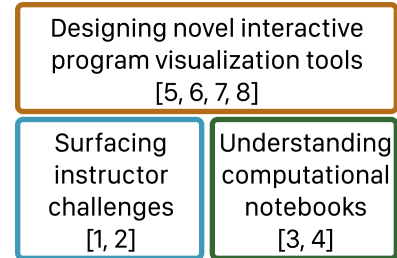 Designing novel interactive
program visualization tools
[5, 6, 7, 8]
Surfacing
instructor
challenges
[1, 2]
Understanding
computational
notebooks
[3, 4]